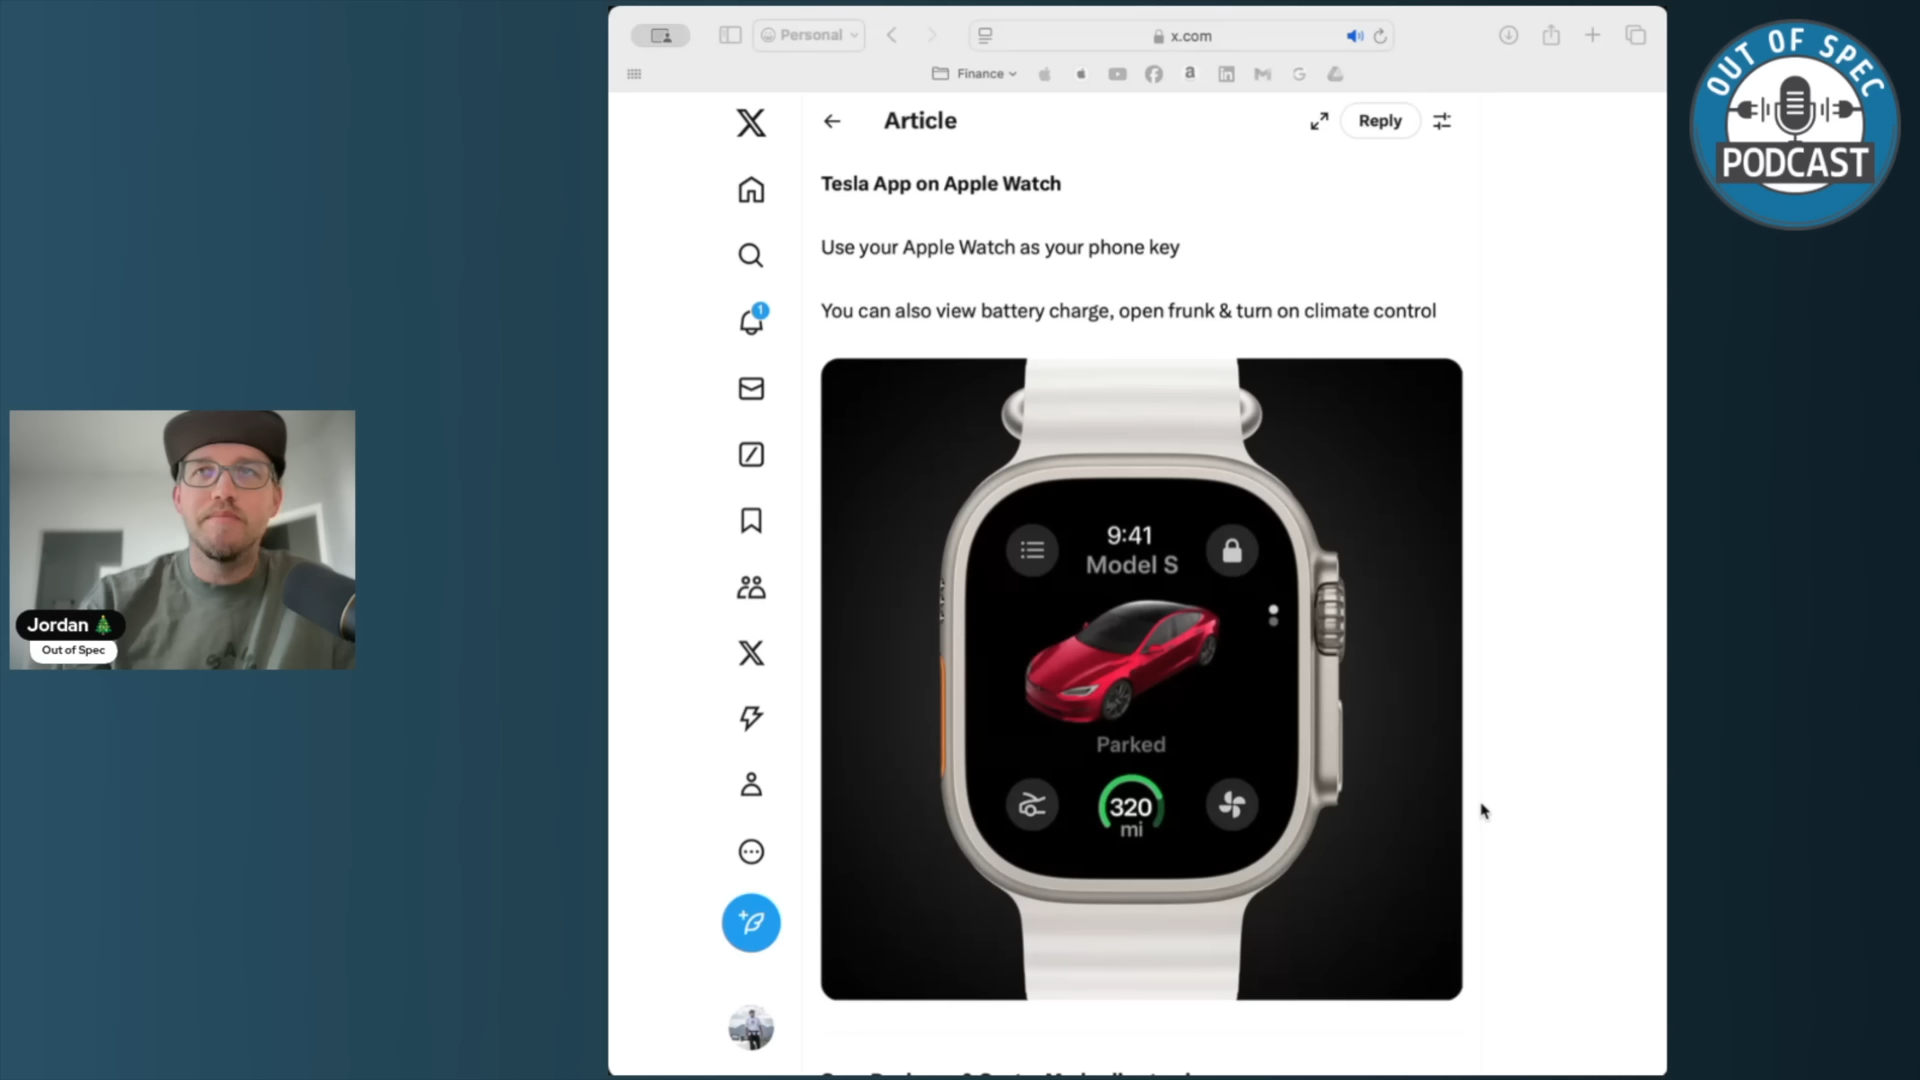 Personal
x.com
Finance
OUT OF SPEC
PODCAST
Article
Reply
Tesla App on Apple Watch
Use your Apple Watch as your phone key
1
You can also view battery charge, open frunk & turn on climate control
9:41
Model S
Jordan 🎄
Out of Spec
Parked
320
mi